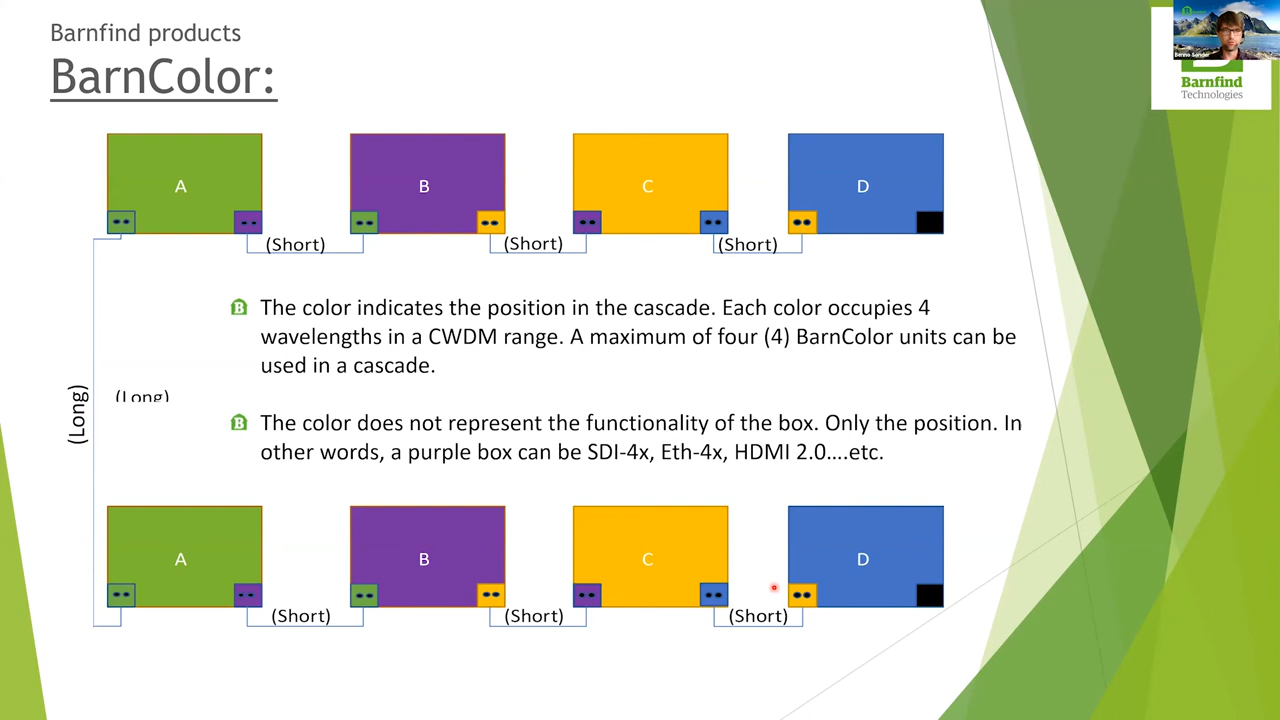 Barnfind products
BarnColor:
Barnfind
Technologies
A
B
C
D
(Short)
(Short)
(Short)
The color indicates the position in the cascade. Each color occupies 4
wavelengths in a CWDM range. A maximum of four (4) BarnColor units can be
used in a cascade.
(Long)
(Long)
The color does not represent the functionality of the box. Only the position. In
other words, a purple box can be SDI-4x, Eth-4x, HDMI 2.0….etc.
A
B
C
D
(Short)
(Short)
(Short)